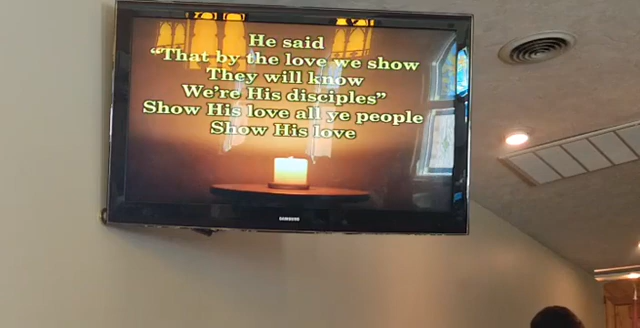 He said
“That by the love we show
They will know
We're His disciples”
Show His love all ye people
Show His love
SAMSUNG